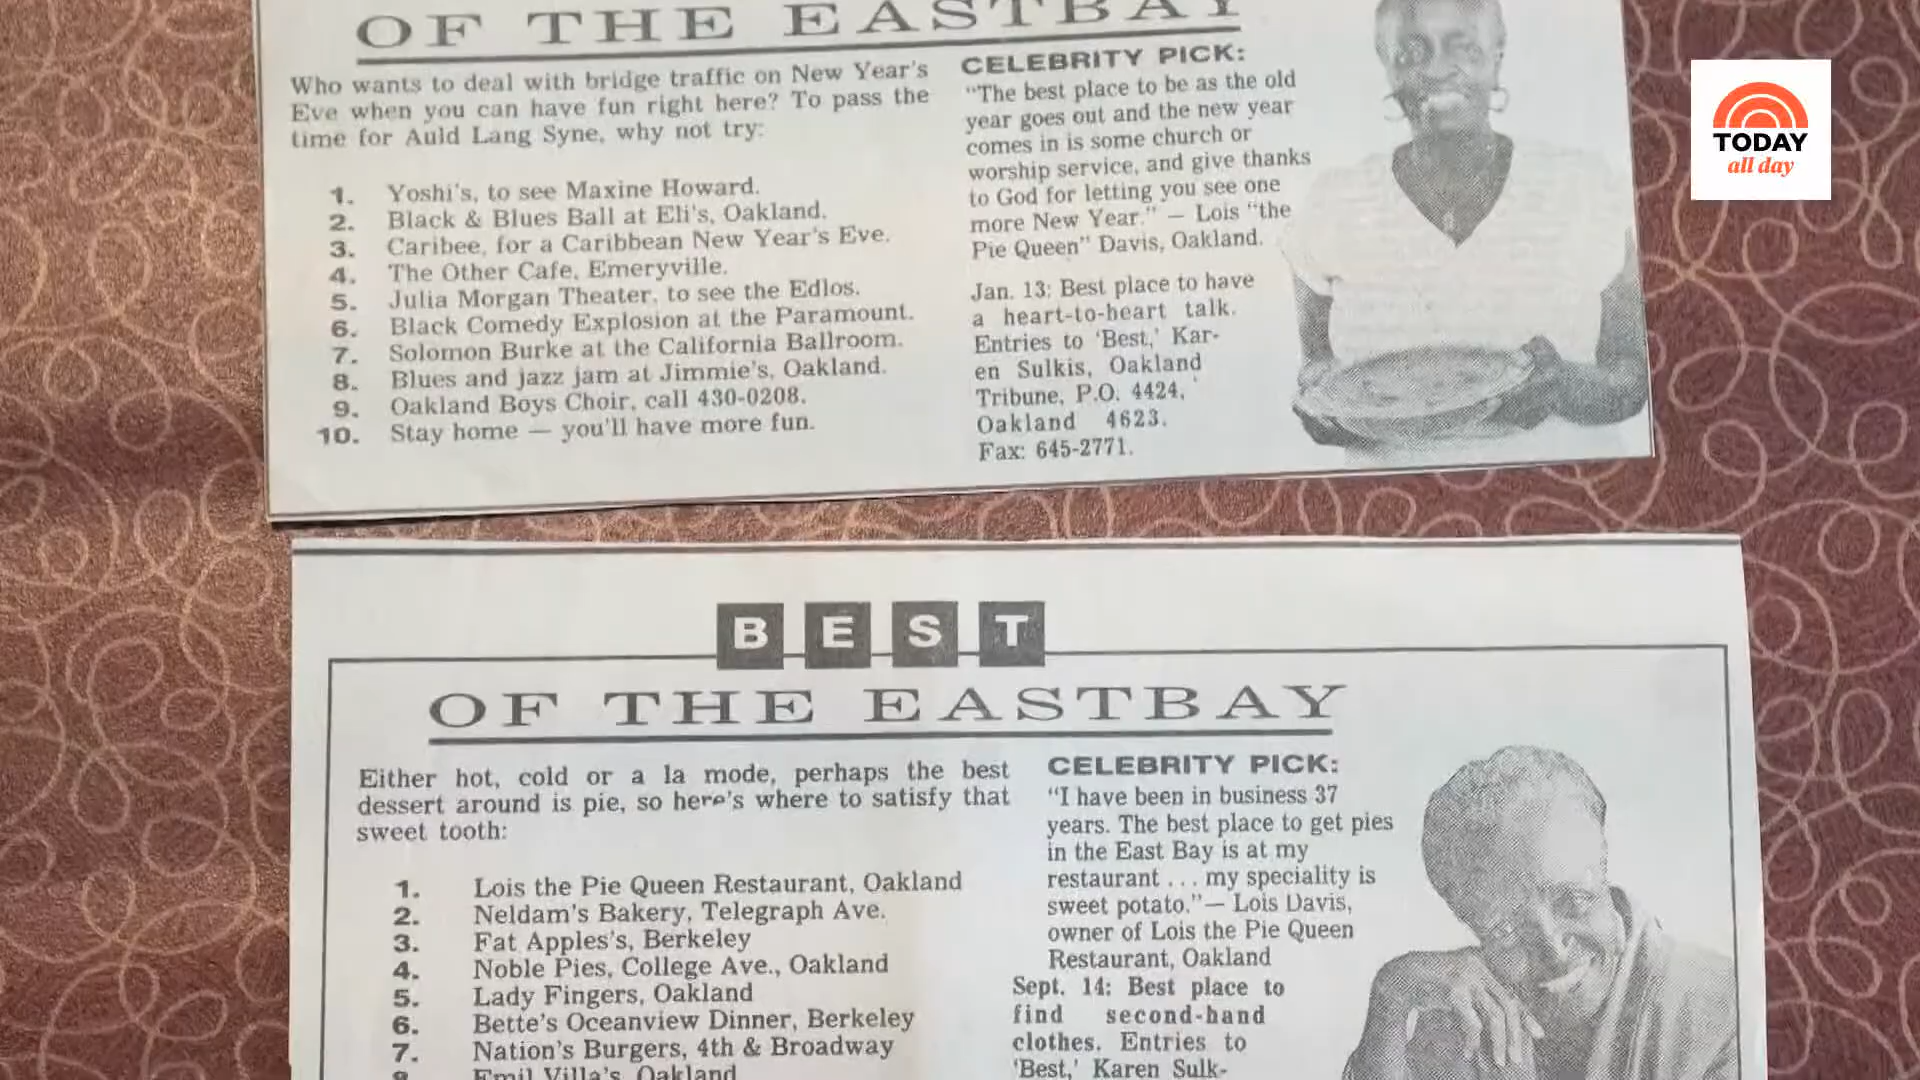 OF THE EASTBAY
Who wants to deal with bridge traffic on New Year's
Eve when you can have fun right here? To pass the
time for Auld Lang Syne, why not try:
1. Yoshi's, to see Maxine Howard.
2. Black & Blues Ball at Eli's, Oakland.
3. Caribee, for a Caribbean New Year's Eve.
4. The Other Cafe, Emeryville.
5. Julia Morgan Theater, to see the Edlos.
6. Black Comedy Explosion at the Paramount.
7. Solomon Burke at the California Ballroom.
8. Blues and jazz jam at Jimmie's, Oakland.
9. Oakland Boys Choir, call 430-0208.
10. Stay home — you'll have more fun.
CELEBRITY PICK:
"The best place to be as the old
year goes out and the new year
comes in is some church or
worship service, and give thanks
to God for letting you see one
more New Year." — Lois "the
Pie Queen" Davis, Oakland.
Jan. 13: Best place to have
a heart-to-heart talk.
Entries to 'Best,' Kar-
en Sulkis, Oakland
Tribune, P.O. 4424,
Oakland 4623.
Fax: 645-2771.
TODAY
all day
BEST
OF THE EASTBAY
Either hot, cold or a la mode, perhaps the best
dessert around is pie, so here's where to satisfy that
sweet tooth:
1. Lois the Pie Queen Restaurant, Oakland
2. Neldam's Bakery, Telegraph Ave.
3. Fat Apples's, Berkeley
4. Noble Pies, College Ave., Oakland
5. Lady Fingers, Oakland
6. Bette's Oceanview Dinner, Berkeley
7. Nation's Burgers, 4th & Broadway
8. Emil Villa's, Oakland
CELEBRITY PICK:
"I have been in business 37
years. The best place to get pies
in the East Bay is at my
restaurant . . . my speciality is
sweet potato."— Lois Davis,
owner of Lois the Pie Queen
Restaurant, Oakland
Sept. 14: Best place to
find second-hand
clothes. Entries to
'Best,' Karen Sulk-